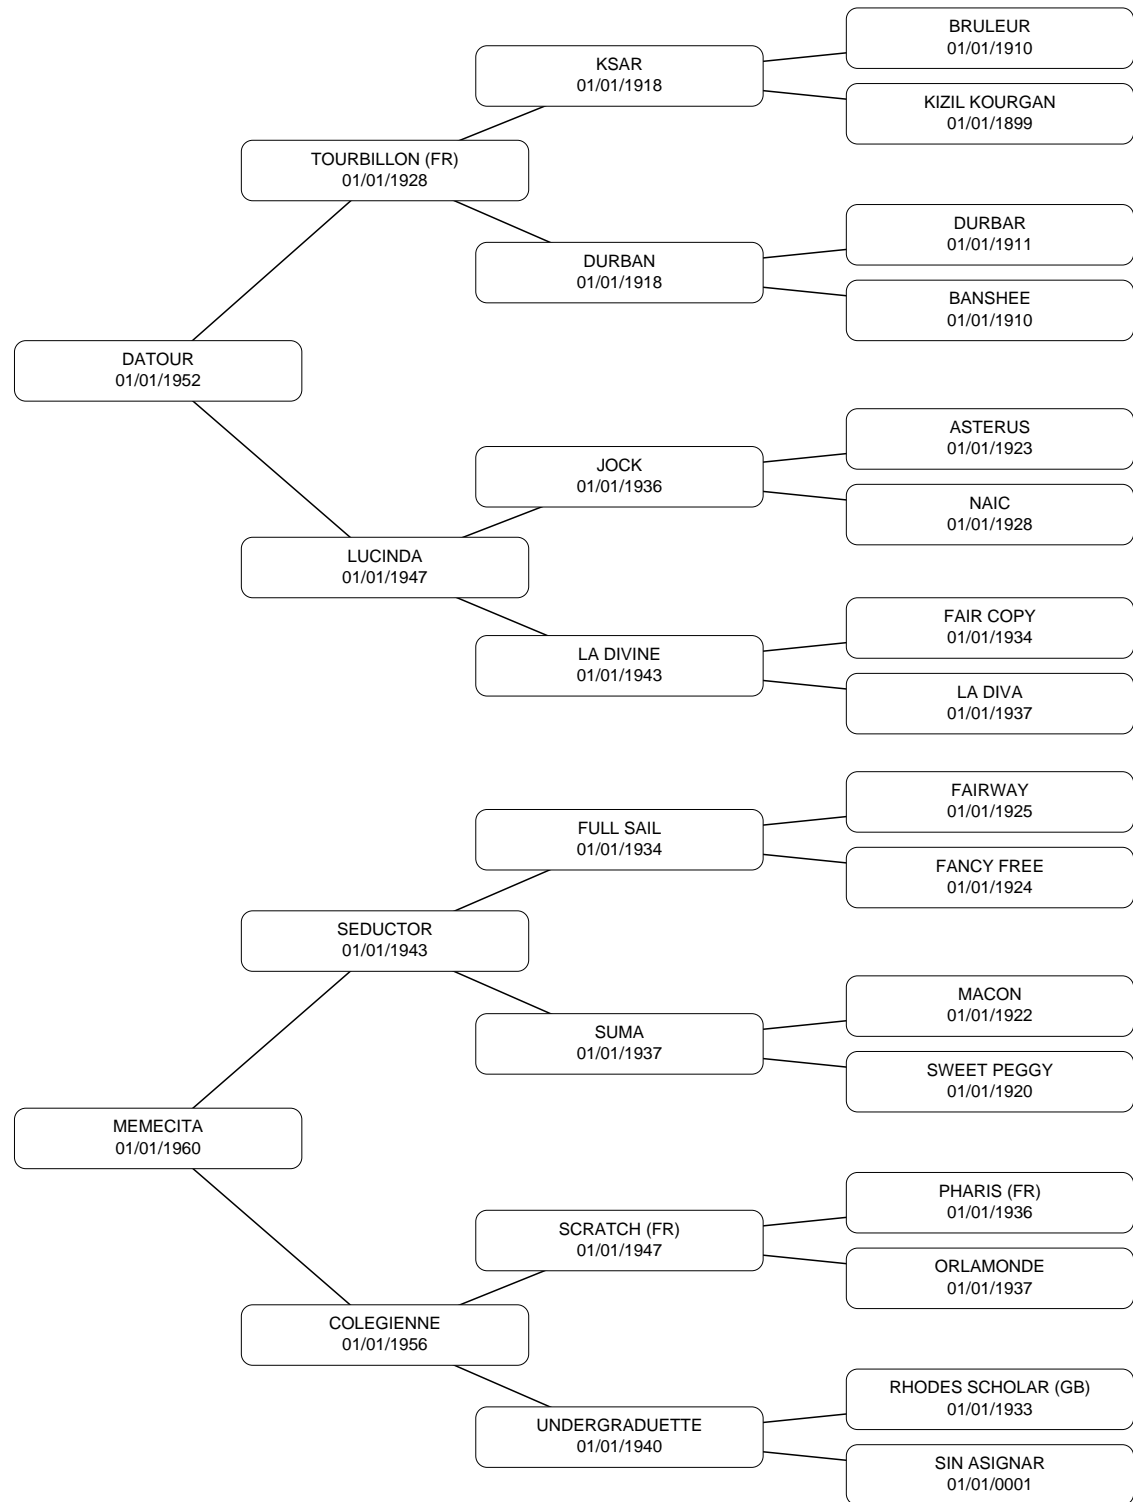 BRULEUR
01/01/1910
KSAR
01/01/1918
KIZIL KOURGAN
01/01/1899
TOURBILLON (FR)
01/01/1928
DURBAR
01/01/1911
DURBAN
01/01/1918
BANSHEE
01/01/1910
DATOUR
01/01/1952
ASTERUS
01/01/1923
JOCK
01/01/1936
NAIC
01/01/1928
LUCINDA
01/01/1947
FAIR COPY
01/01/1934
LA DIVINE
01/01/1943
LA DIVA
01/01/1937
FAIRWAY
01/01/1925
FULL SAIL
01/01/1934
FANCY FREE
01/01/1924
SEDUCTOR
01/01/1943
MACON
01/01/1922
SUMA
01/01/1937
SWEET PEGGY
01/01/1920
MEMECITA
01/01/1960
PHARIS (FR)
01/01/1936
SCRATCH (FR)
01/01/1947
ORLAMONDE
01/01/1937
COLEGIENNE
01/01/1956
RHODES SCHOLAR (GB)
01/01/1933
UNDERGRADUETTE
01/01/1940
SIN ASIGNAR
01/01/0001